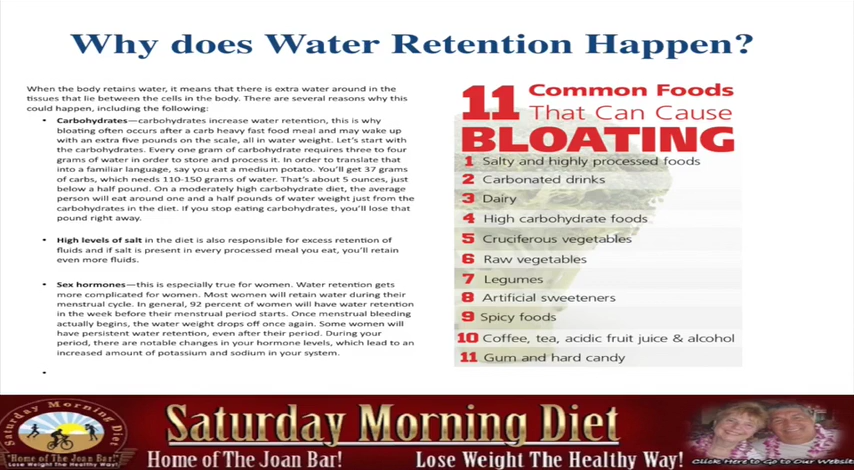 Why does Water Retention Happen?
When the body retains water, it means that there is extra water around in the
tissues that lie between the cells in the body. There are several reasons why this
could happen, including the following:
• Carbohydrates—carbohydrates increase water retention, this is why
bloating often occurs after a carb heavy fast food meal and may wake up
with an extra five pounds on the scale, all in water weight. Let's start with
the carbohydrates. Every one gram of carbohydrate requires three to four
grams of water in order to store and process it. In order to translate that
into a familiar language, say you eat a medium potato. You'll get 37 grams
of carbs, which needs 110-150 grams of water. That's about 5 ounces, just
below a half pound. On a moderately high carbohydrate diet, the average
person will eat around one and a half pounds of water weight just from the
carbohydrates in the diet. If you stop eating carbohydrates, you'll lose that
pound right away.
• High levels of salt in the diet is also responsible for excess retention of
fluids and if salt is present in every processed meal you eat, you'll retain
even more fluids.
• Sex hormones—this is especially true for women. Water retention gets
more complicated for women. Most women will retain water during their
menstrual cycle. In general, 92 percent of women will have water retention
in the week before their menstrual period starts. Once menstrual bleeding
actually begins, the water weight drops off once again. Some women will
have persistent water retention, even after their period. During your
period, there are notable changes in your hormone levels, which lead to an
increased amount of potassium and sodium in your system.
•
11 Common Foods
That Can Cause
BLOATING
1 Salty and highly processed foods
2 Carbonated drinks
3 Dairy
4 High carbohydrate foods
5 Cruciferous vegetables
6 Raw vegetables
7 Legumes
8 Artificial sweeteners
9 Spicy foods
10 Coffee, tea, acidic fruit juice & alcohol
11 Gum and hard candy
Saturday Morning Diet
"Home of The Joan Bar!"
Lose Weight The Healthy Way!
Saturday Morning Diet
Home of The Joan Bar!
Lose Weight The Healthy Way!
Click Here to Go to Our Website